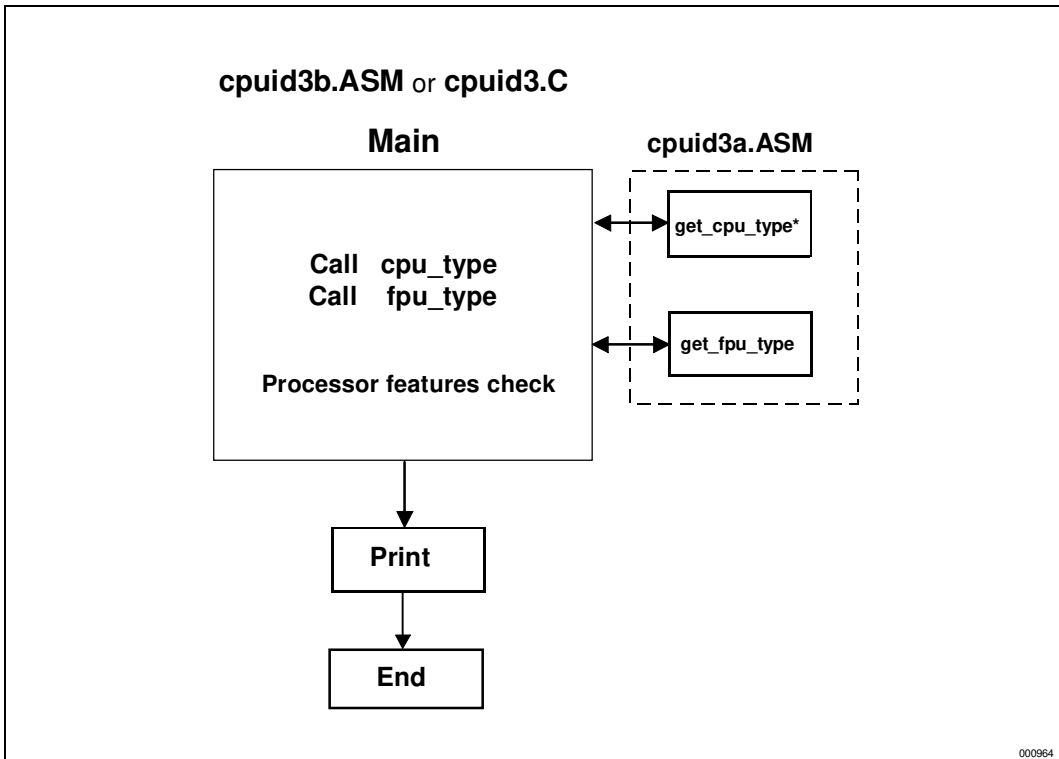 cpuid3b.ASM or cpuid3.C
Main
cpuid3a.ASM
get_cpu_type*
Call cpu_type
Call fpu_type
get_fpu_type
Processor features check
Print
End
000964